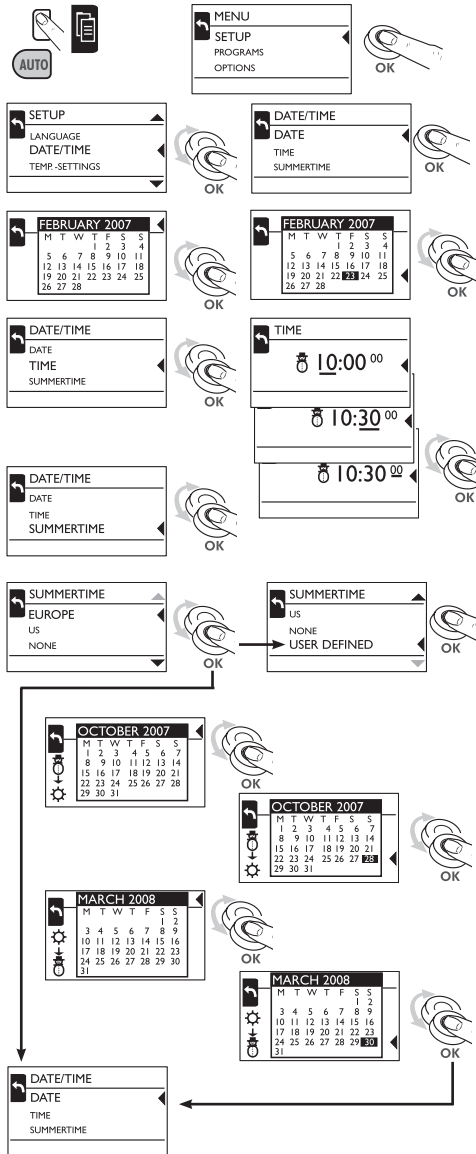 MENU
SETUP
PROGRAMS
OPTIONS
AUTO
OK
SETUP
LANGUAGE
DATE/TIME
TEMP.-SETTINGS
OK
DATE/TIME
DATE
TIME
SUMMERTIME
OK
FEBRUARY 2007
M T W T F S S
1 2 3 4
5 6 7 8 9 10 11
12 13 14 15 16 17 18
19 20 21 22 23 24 25
26 27 28
OK
FEBRUARY 2007
M T W T F S S
1 2 3 4
5 6 7 8 9 10 11
12 13 14 15 16 17 18
19 20 21 22 23 24 25
26 27 28
OK
DATE/TIME
DATE
TIME
SUMMERTIME
OK
TIME
10:00 00
10:30 00
10:30 00
OK
DATE/TIME
DATE
TIME
SUMMERTIME
OK
SUMMERTIME
EUROPE
US
NONE
OK
SUMMERTIME
US
NONE
USER DEFINED
OK
OCTOBER 2007
M T W T F S S
1 2 3 4 5 6 7
8 9 10 11 12 13 14
15 16 17 18 19 20 21
22 23 24 25 26 27 28
29 30 31
OK
OCTOBER 2007
M T W T F S S
1 2 3 4 5 6 7
8 9 10 11 12 13 14
15 16 17 18 19 20 21
22 23 24 25 26 27 28
29 30 31
OK
MARCH 2008
M T W T F S S
1 2
3 4 5 6 7 8 9
10 11 12 13 14 15 16
17 18 19 20 21 22 23
24 25 26 27 28 29 30
31
OK
MARCH 2008
M T W T F S S
1 2
3 4 5 6 7 8 9
10 11 12 13 14 15 16
17 18 19 20 21 22 23
24 25 26 27 28 29 30
31
OK
DATE/TIME
DATE
TIME
SUMMERTIME